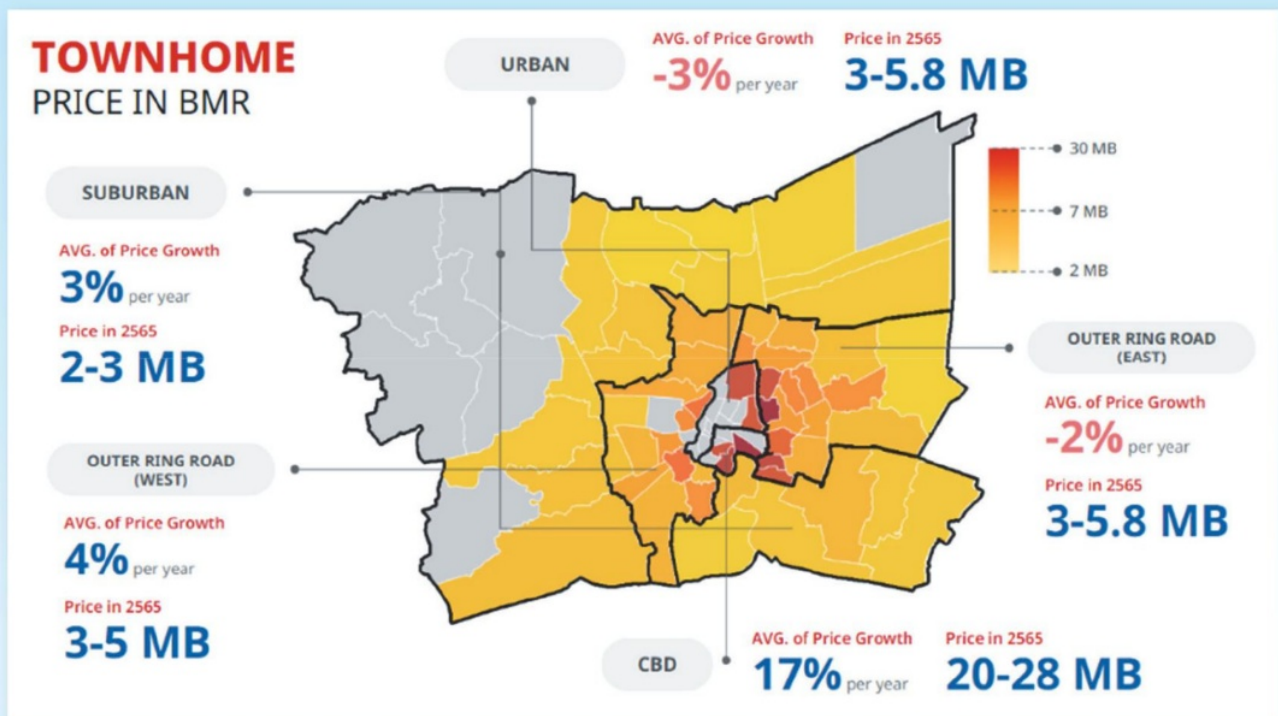 TOWNHOME
PRICE IN BMR
URBAN
AVG. of Price Growth
-3% per year
Price in 2565
3-5.8 MB
30 MB
7 MB
2 MB
SUBURBAN
AVG. of Price Growth
3% per year
Price in 2565
2-3 MB
OUTER RING ROAD
(EAST)
AVG. of Price Growth
-2% per year
Price in 2565
3-5.8 MB
OUTER RING ROAD
(WEST)
AVG. of Price Growth
4% per year
Price in 2565
3-5 MB
CBD
AVG. of Price Growth
17% per year
Price in 2565
20-28 MB